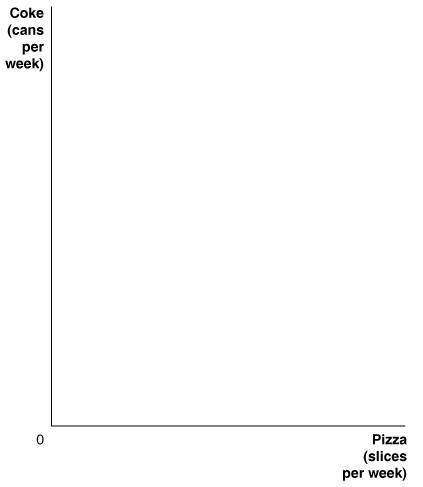 Coke
(cans
per
week)
0
Pizza
(slices
per week)